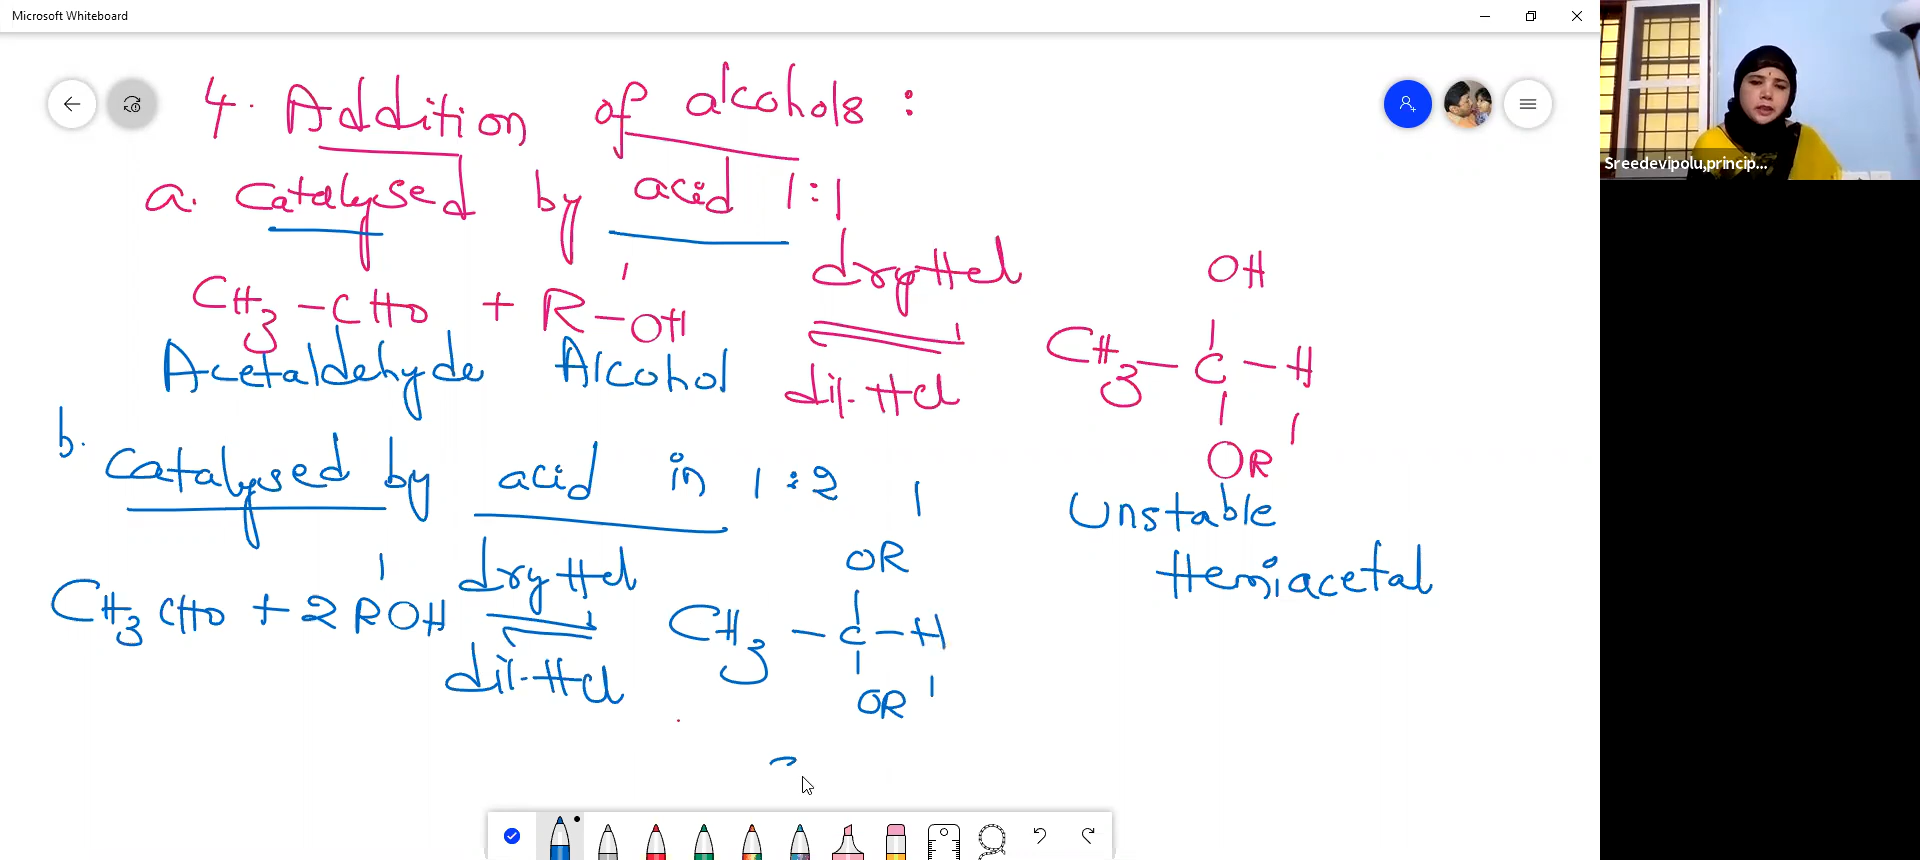 Microsoft Whiteboard
Sreedevipolu,princip...
4. Addition of alcohols :
a. Catalysed by acid 1:1
CH3-CHO + R'-OH
dry HCl
dil. HCl
OH
CH3-C-H
OR'
Acetaldehyde Alcohol
Unstable
Hemiacetal
b. Catalysed by acid in 1:2
CH3CHO + 2R'OH
dry HCl
dil. HCl
OR'
CH3-C-H
OR'